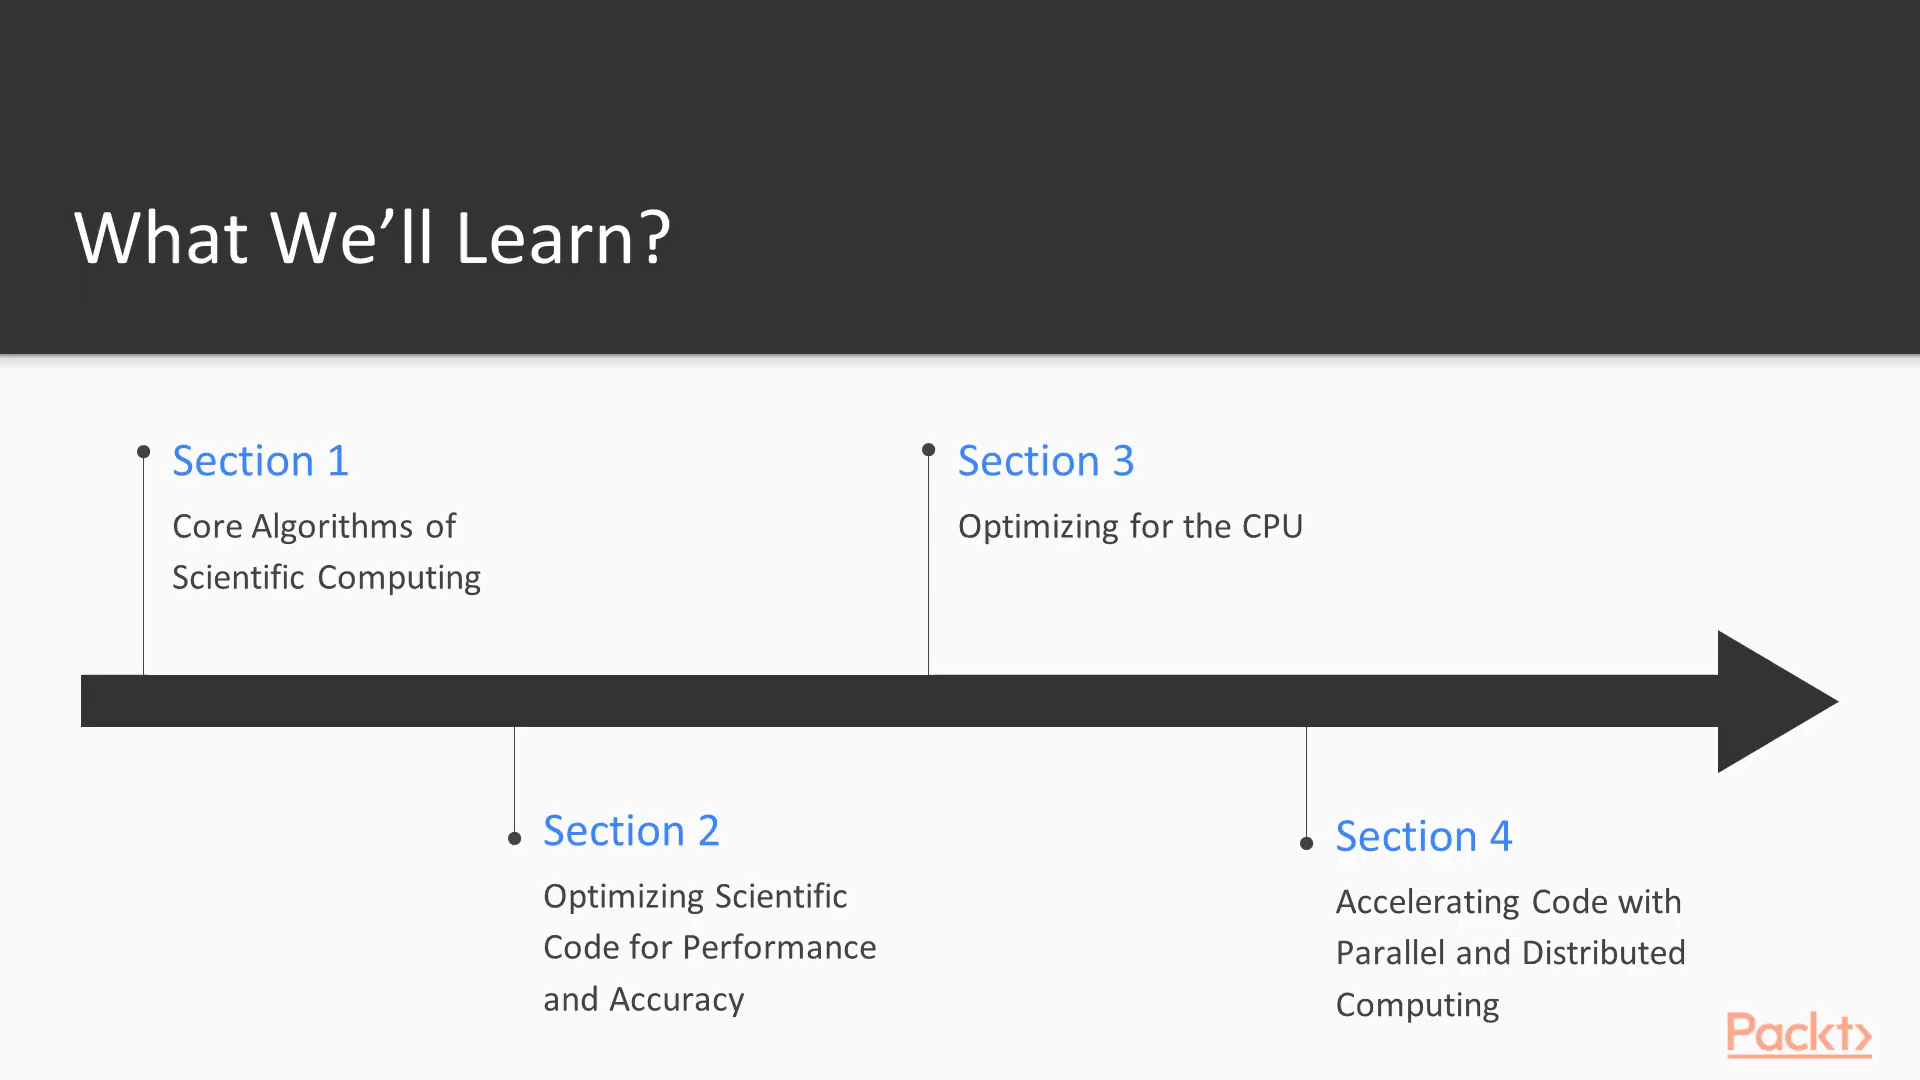 What We’ll Learn?
Section 1
Core Algorithms of
Scientific Computing
Section 2
Optimizing Scientific
Code for Performance
and Accuracy
Section 3
Optimizing for the CPU
Section 4
Accelerating Code with
Parallel and Distributed
Computing
Packt